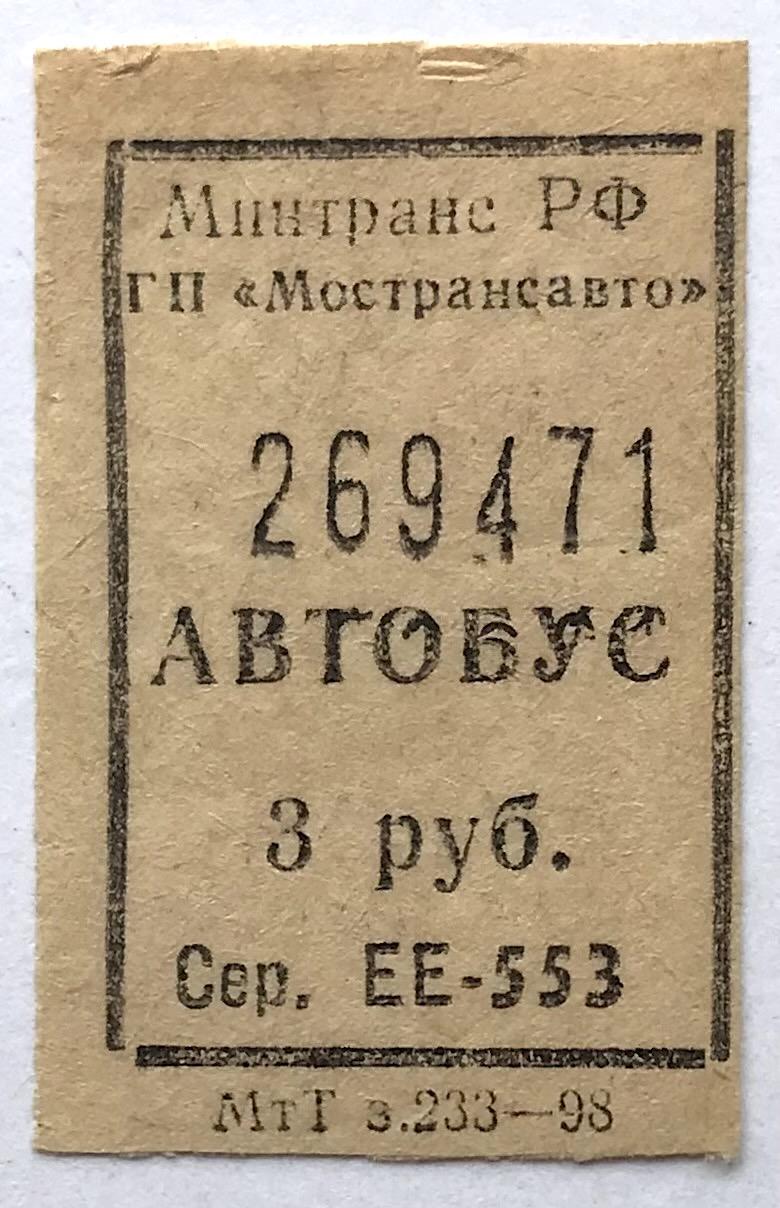 Минтранс РФ
ГП «Мострансавто»
269471
АВТОБУС
3 руб.
Сер. ЕЕ-553
МтТ з.233—98